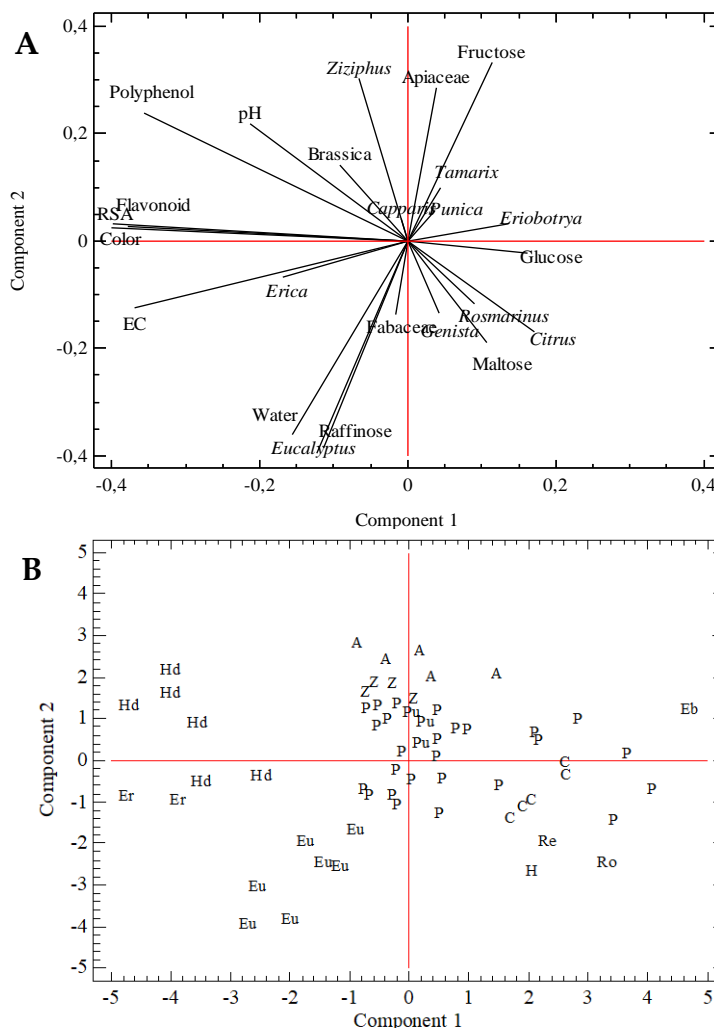 A
0,4
Fructose
Ziziphus
Apiaceae
Polyphenol
pH
0,2
Brassica
Tamarix
Flavonoid
Capparis
Punica
RSA
Eriobotrya
0
Color
Glucose
Erica
EC
Fabaceae
Genista
Rosmarinus
Citrus
-0,2
Maltose
Water
Raffinose
Eucalyptus
-0,4
Component 2
-0,4 -0,2 0 0,2 0,4
Component 1
B
5
4
3
A A
A
Hd A A
2 Z Z
Hd Z
Hd P P P Z Pu P P Eb
1 Hd P P Pu P P P
P Pu P P
P P P
0 C
Hd Hd P P P C
P P P P P P
Er Er P P C
-1 P P C C P
Eu
Eu Re
-2
Eu Eu H Ro
-3 Eu
Eu Eu
-4
-5
Component 2
-5 -4 -3 -2 -1 0 1 2 3 4 5
Component 1